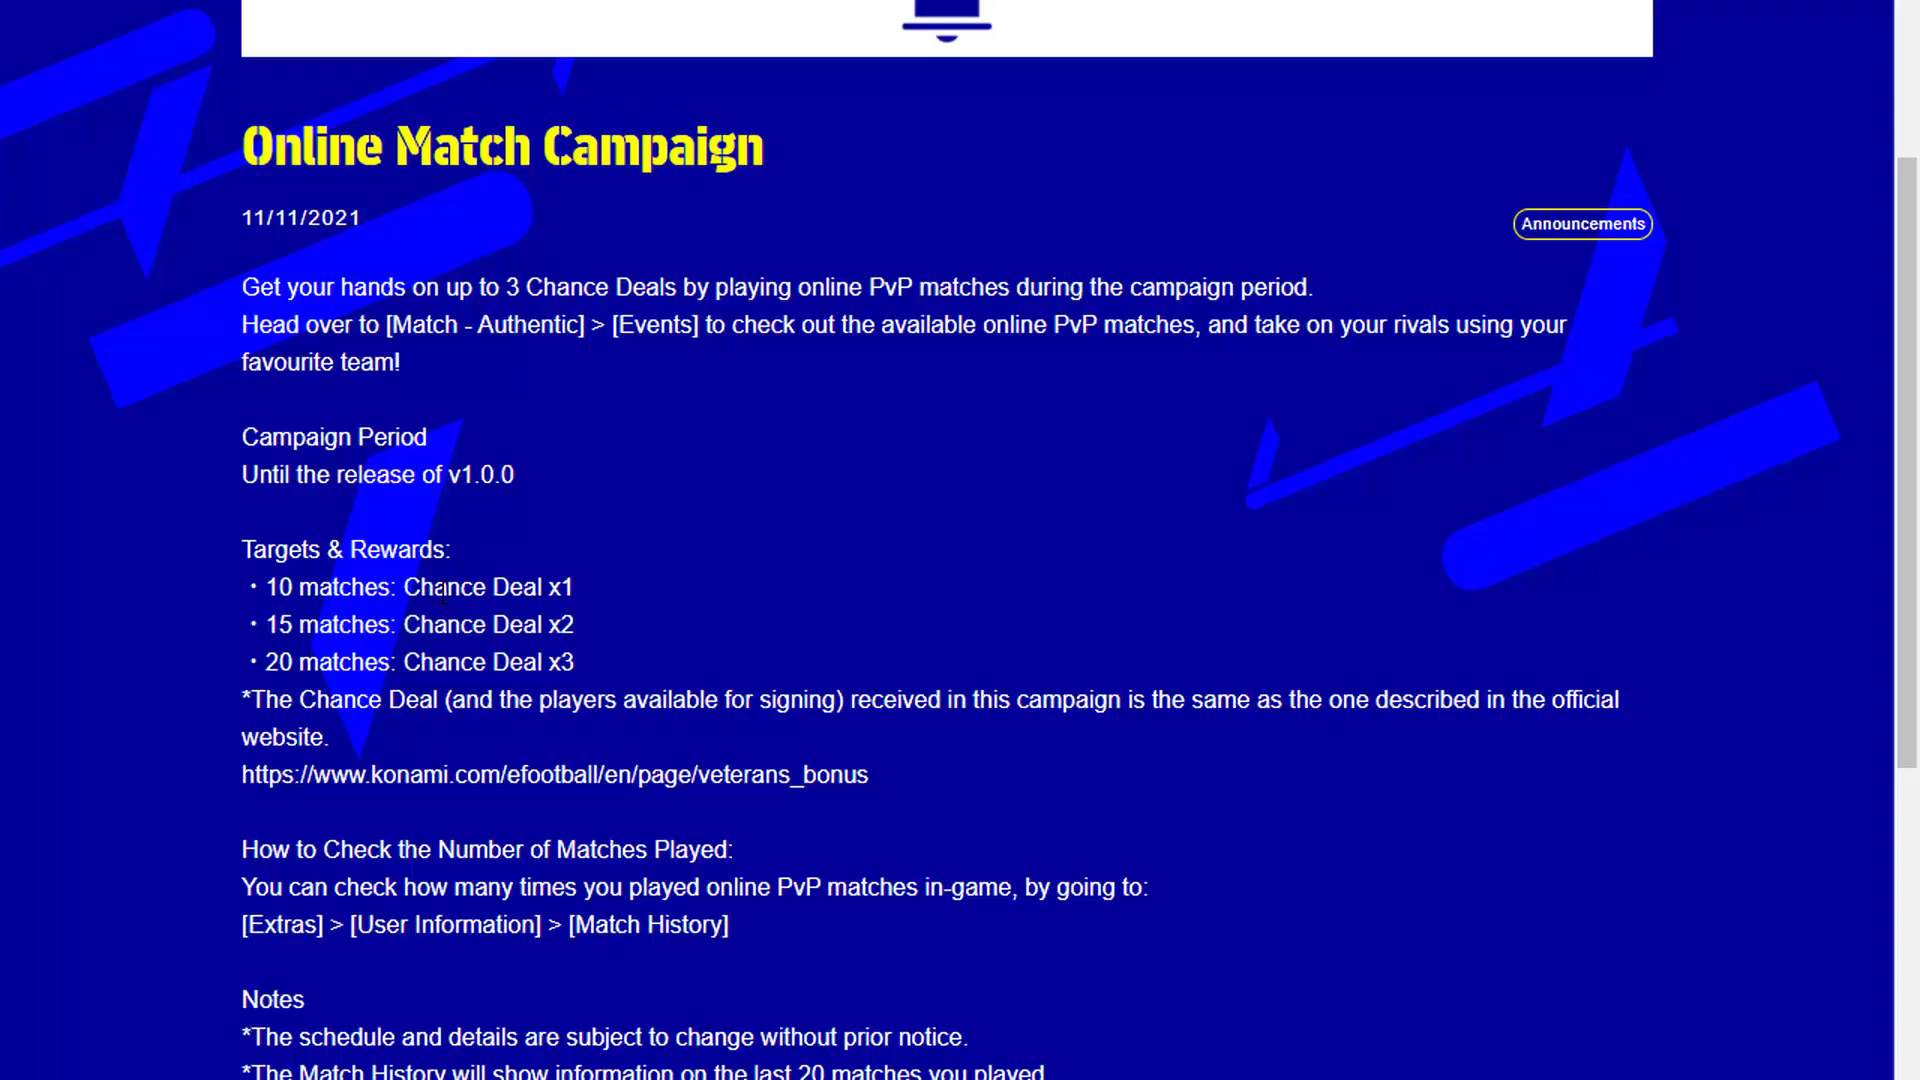 Online Match Campaign
11/11/2021
Announcements
Get your hands on up to 3 Chance Deals by playing online PvP matches during the campaign period.
Head over to [Match - Authentic] > [Events] to check out the available online PvP matches, and take on your rivals using your
favourite team!
Campaign Period
Until the release of v1.0.0
Targets & Rewards:
・10 matches: Chance Deal x1
・15 matches: Chance Deal x2
・20 matches: Chance Deal x3
*The Chance Deal (and the players available for signing) received in this campaign is the same as the one described in the official
website.
https://www.konami.com/efootball/en/page/veterans_bonus
How to Check the Number of Matches Played:
You can check how many times you played online PvP matches in-game, by going to:
[Extras] > [User Information] > [Match History]
Notes
*The schedule and details are subject to change without prior notice.
*The Match History will show information on the last 20 matches you played